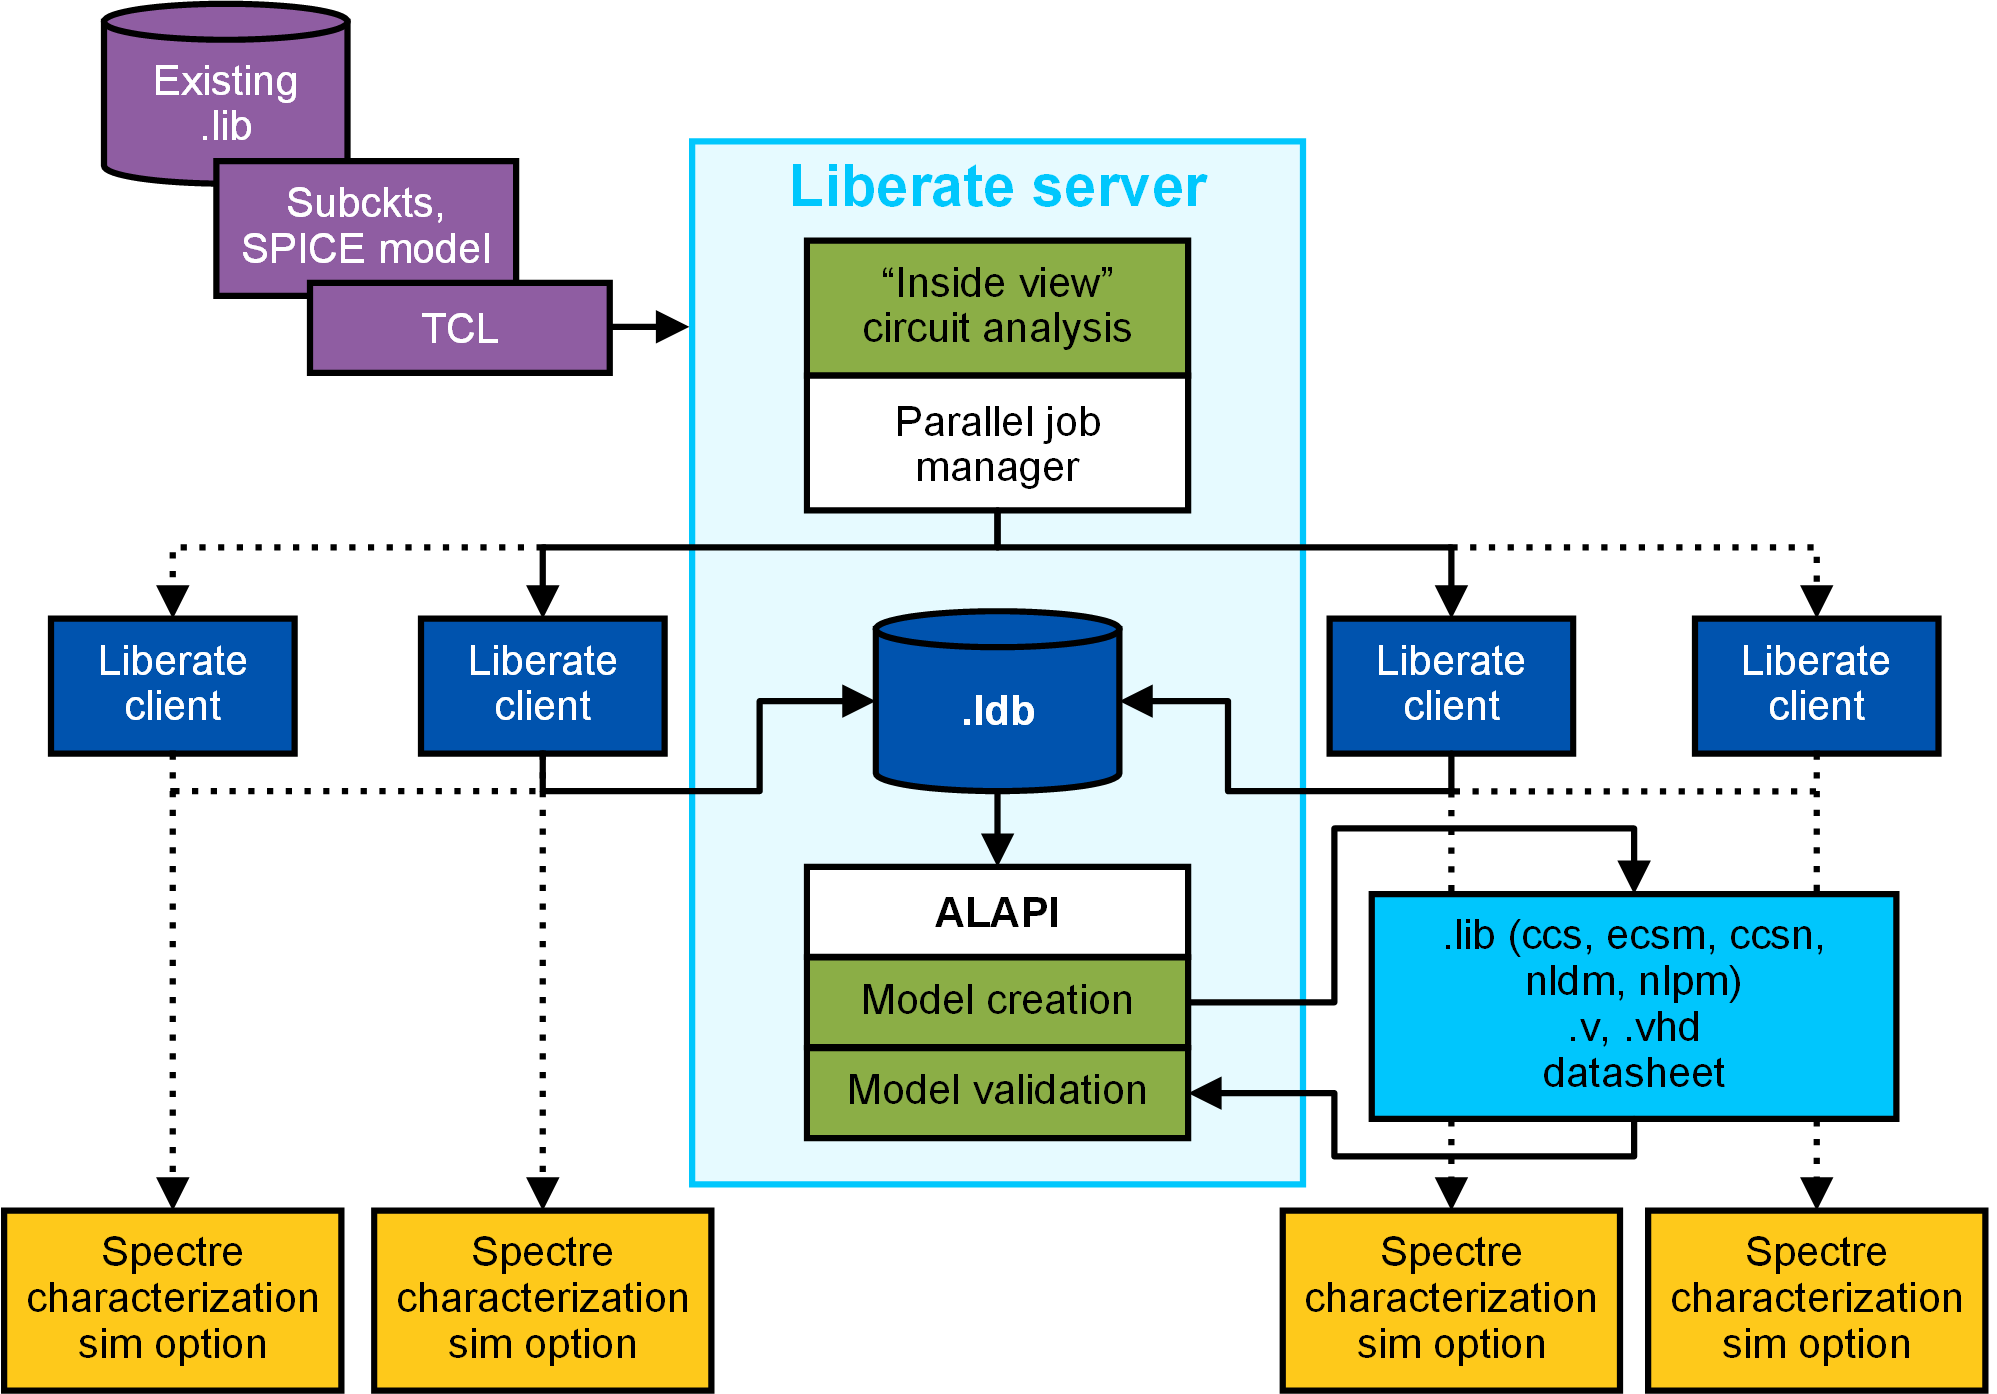 Existing
.lib
Subckts,
SPICE model
TCL
Liberate server
“Inside view”
circuit analysis
Parallel job
manager
Liberate
client
Liberate
client
.ldb
Liberate
client
Liberate
client
ALAPI
Model creation
Model validation
.lib (ccs, ecsm, ccsn,
nldm, nlpm)
.v, .vhd
datasheet
Spectre
characterization
sim option
Spectre
characterization
sim option
Spectre
characterization
sim option
Spectre
characterization
sim option